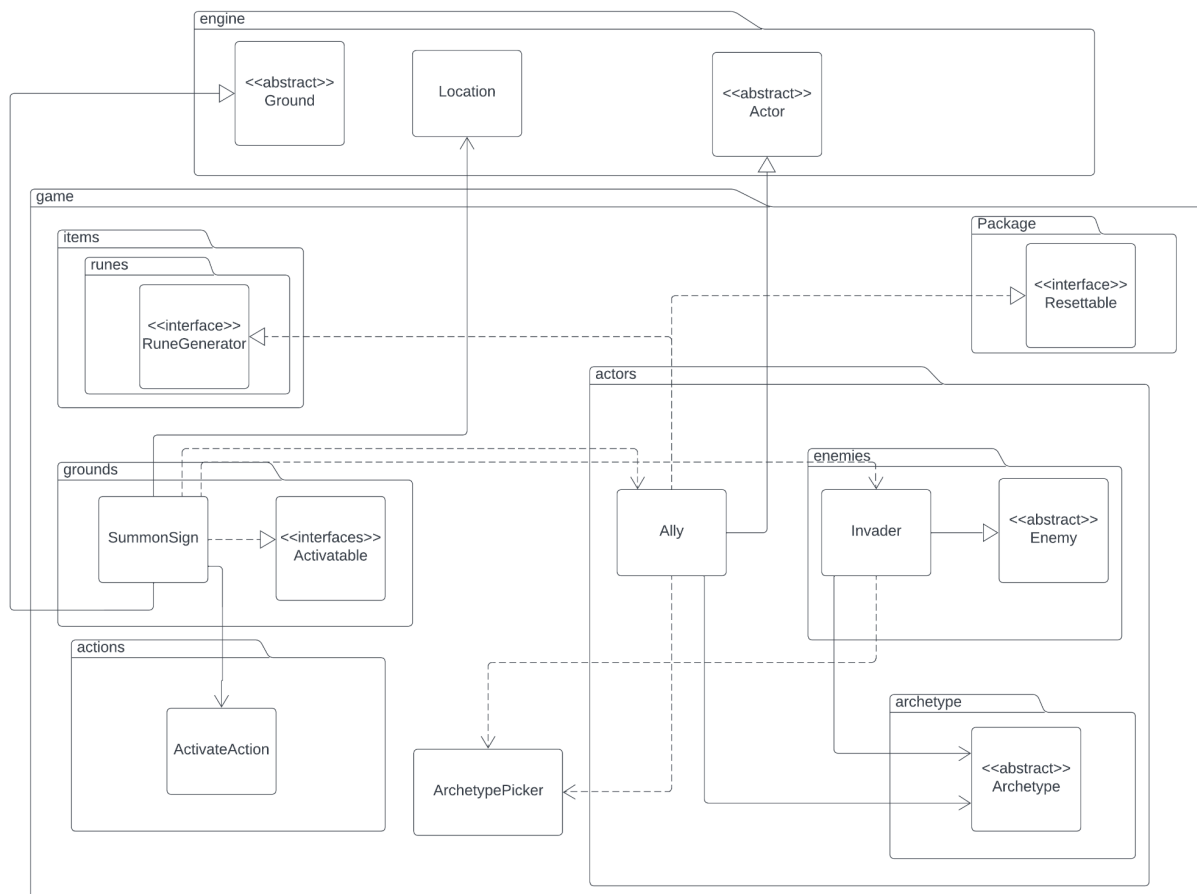 engine
<<abstract>>
Ground
Location
<<abstract>>
Actor
game
items
runes
<<interface>>
RuneGenerator
Package
<<interface>>
Resettable
actors
grounds
SummonSign
<<interfaces>>
Activatable
Ally
enemies
Invader
<<abstract>>
Enemy
actions
ActivateAction
ArchetypePicker
archetype
<<abstract>>
Archetype